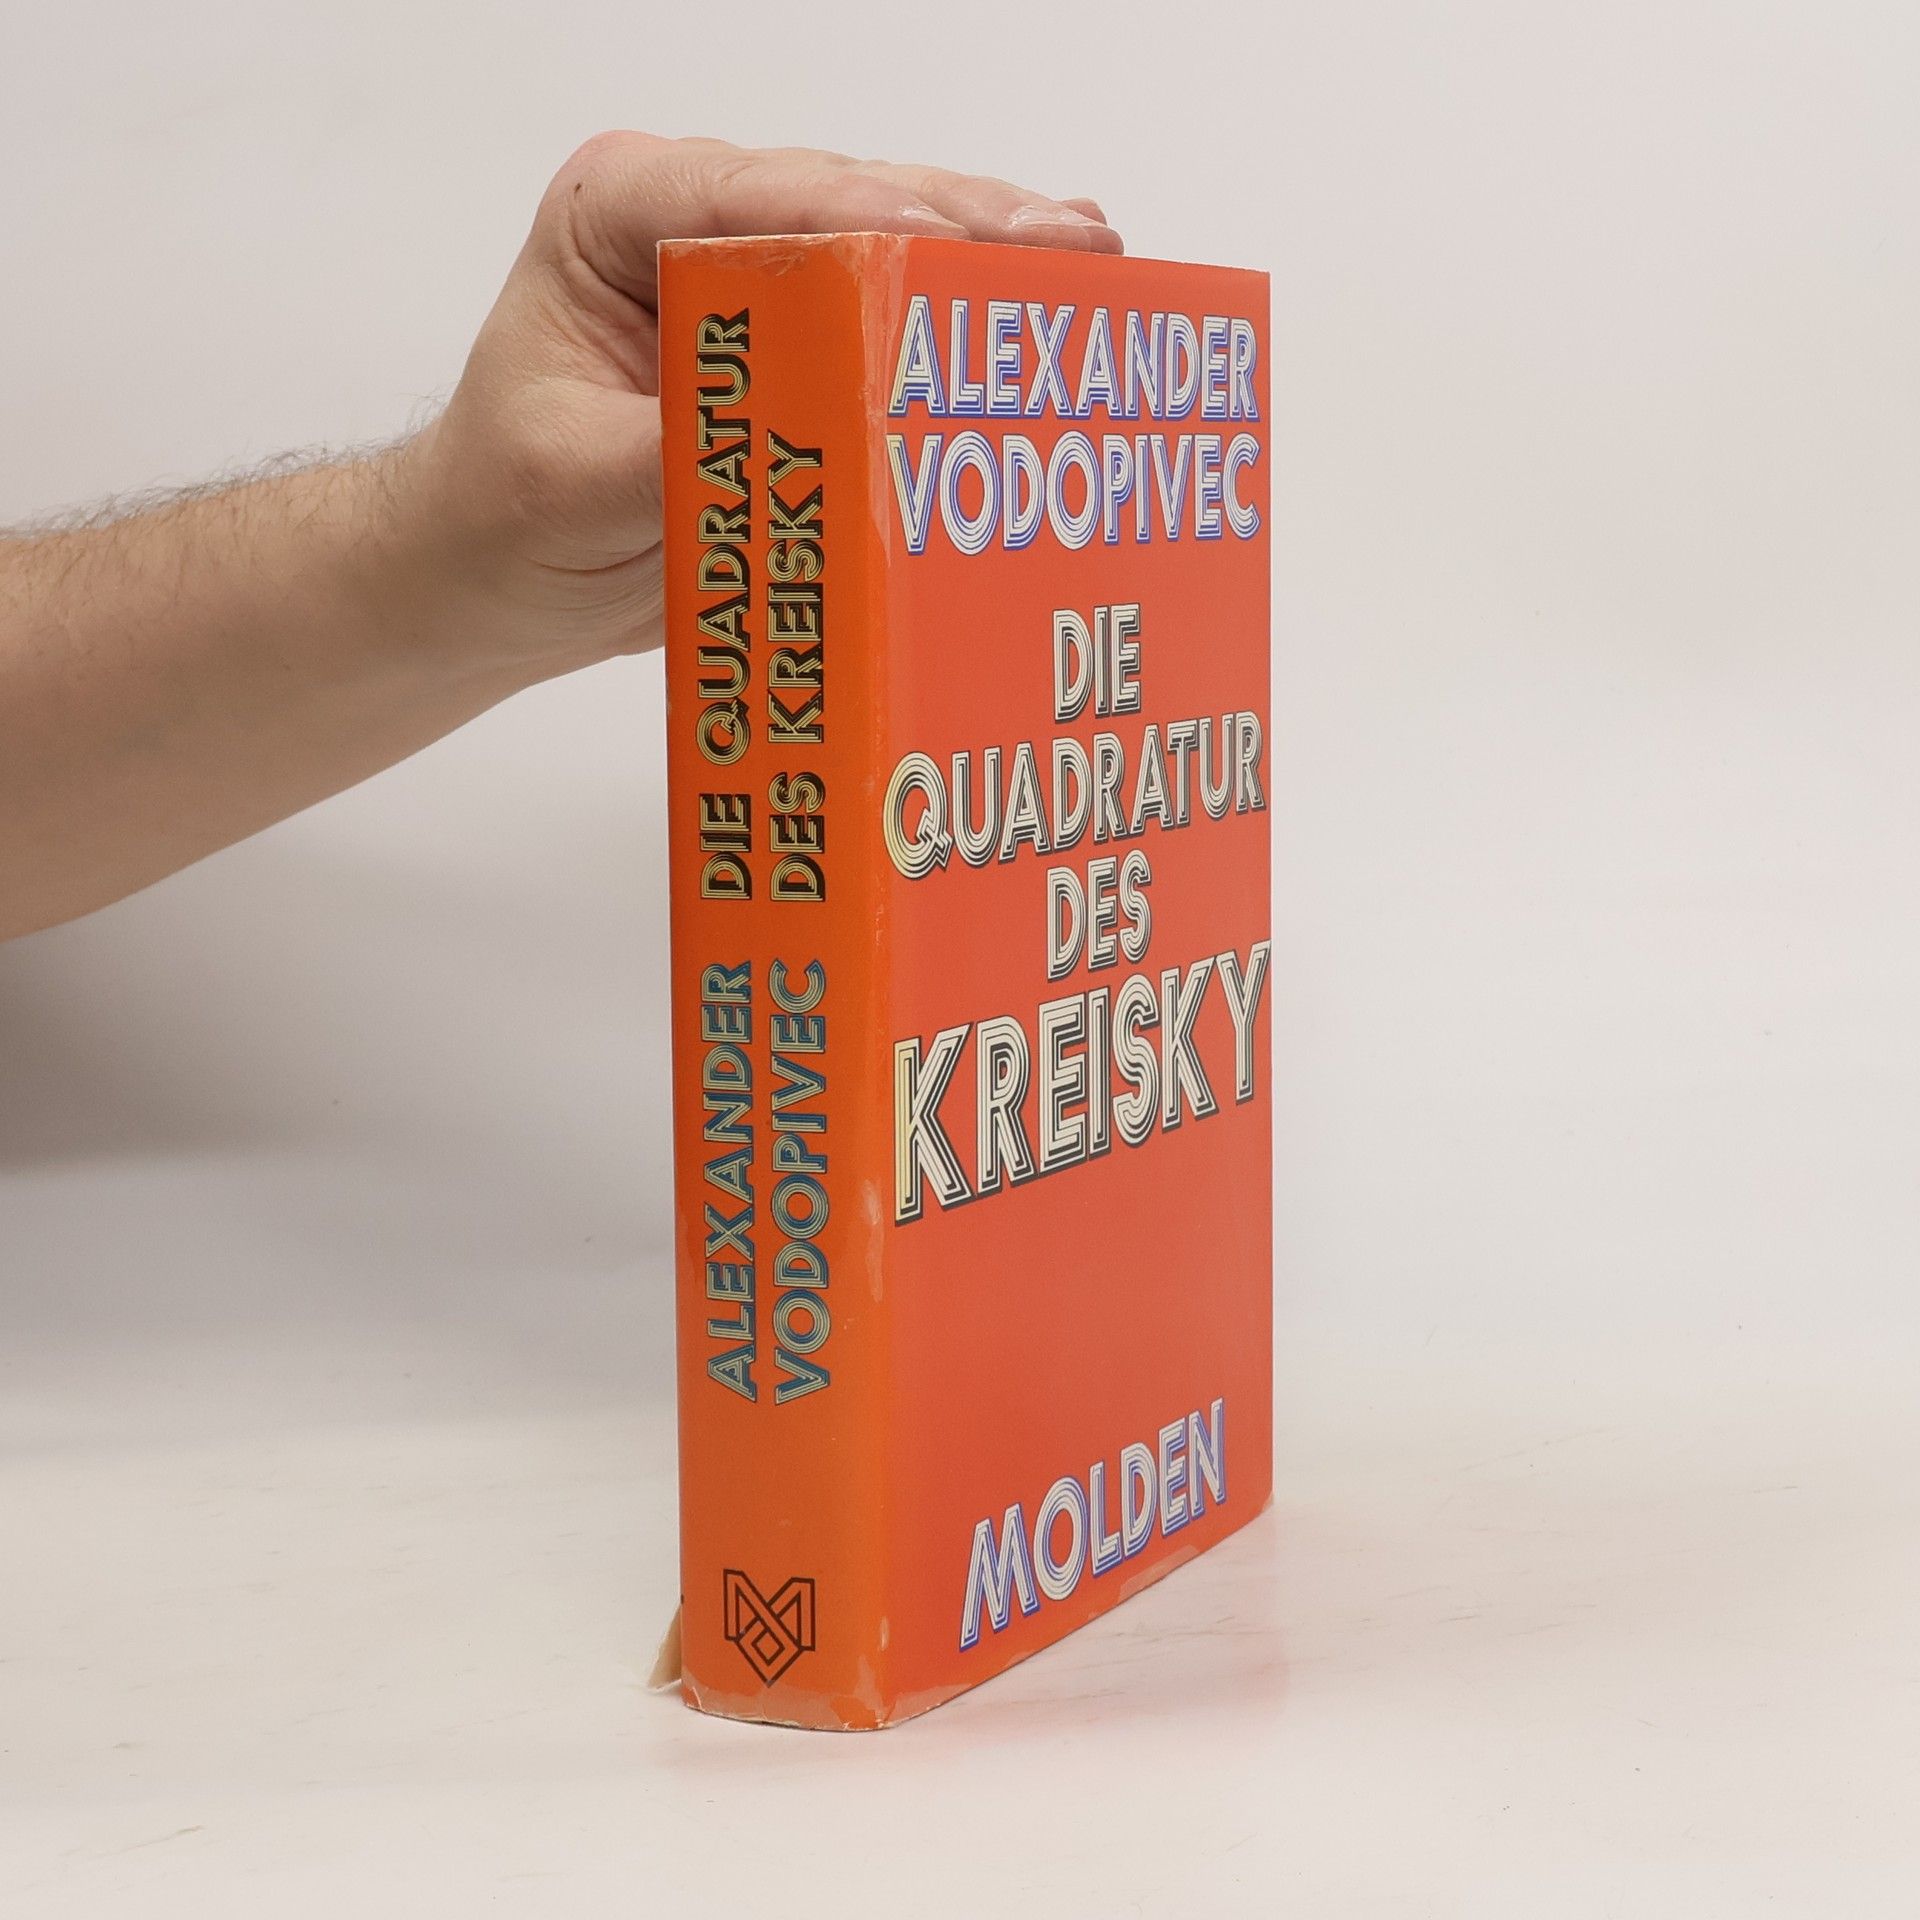 DIE QUADRATUR
DES KREISKY
ALEXANDER
VODOPIVEC
ALEXANDER
VODOPIVEC
DIE
QUADRATUR
DES
KREISKY
MOLDEN